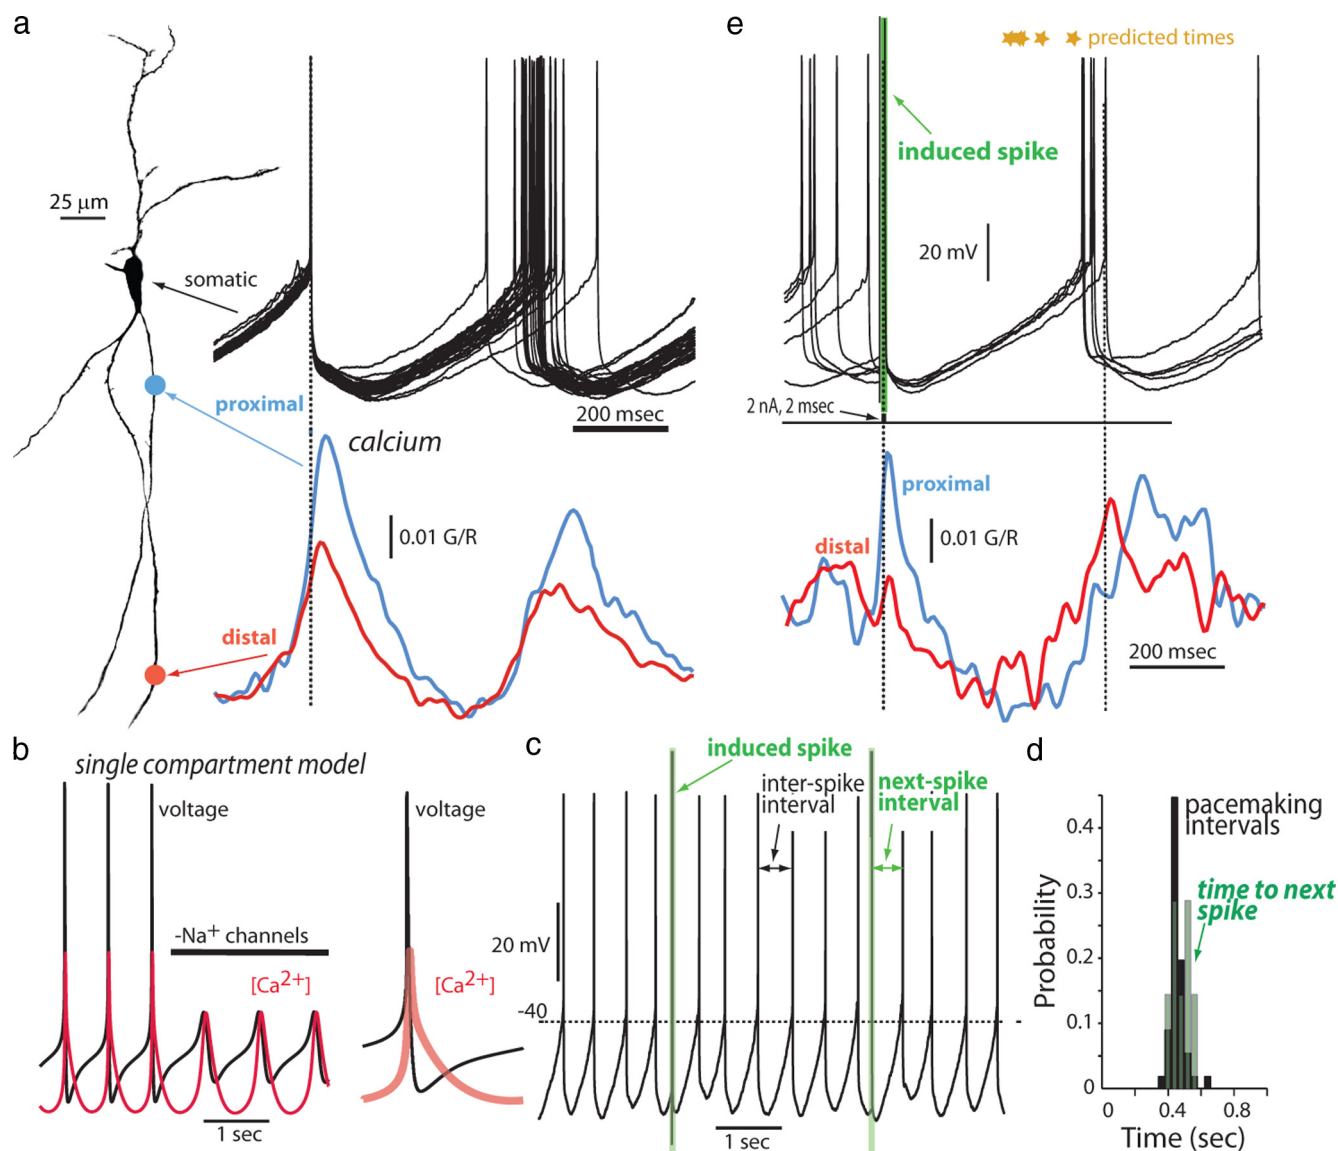 a
25 μm
somatic
proximal
200 msec
calcium
0.01 G/R
distal
e
predicted times
induced spike
20 mV
2 nA, 2 msec
proximal
distal
0.01 G/R
200 msec
b
single compartment model
voltage
-Na+ channels
[Ca2+]
1 sec
voltage
[Ca2+]
c
induced spike
inter-spike
interval
next-spike
interval
20 mV
-40
1 sec
d
pacemaking
intervals
time to next
spike
Probability
0.4
0.3
0.2
0.1
0
0 0.4 0.8
Time (sec)